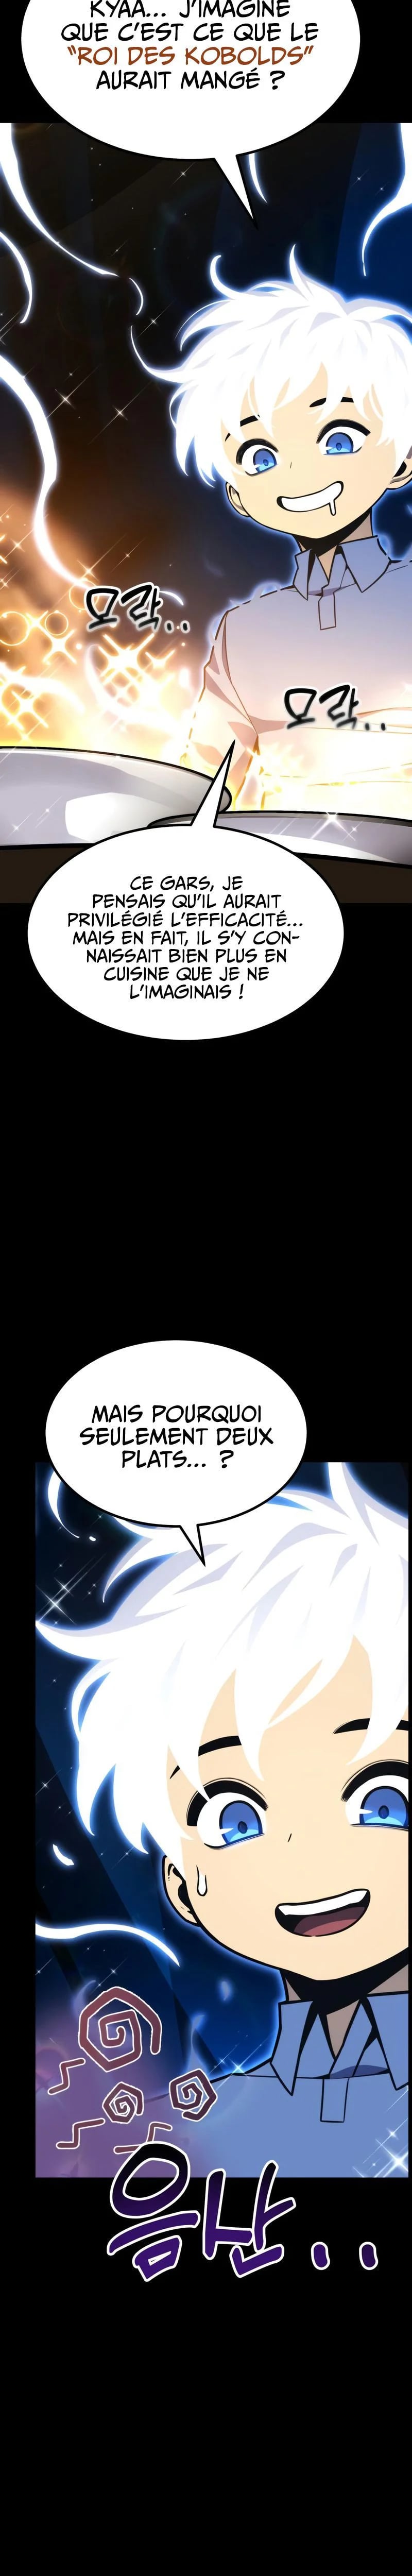 KYAA... J'IMAGINE
QUE C'EST CE QUE LE
"ROI DES KOBOLDS"
AURAIT MANGÉ ?
모락..
모락..
CE GARS, JE
PENSAIS QU'IL AURAIT
PRIVILÉGIÉ L'EFFICACITÉ...
MAIS EN FAIT, IL S'Y CON-
NAISSAIT BIEN PLUS EN
CUISINE QUE JE NE
L'IMAGINAIS !
MAIS POURQUOI
SEULEMENT DEUX
PLATS... ?
음산..